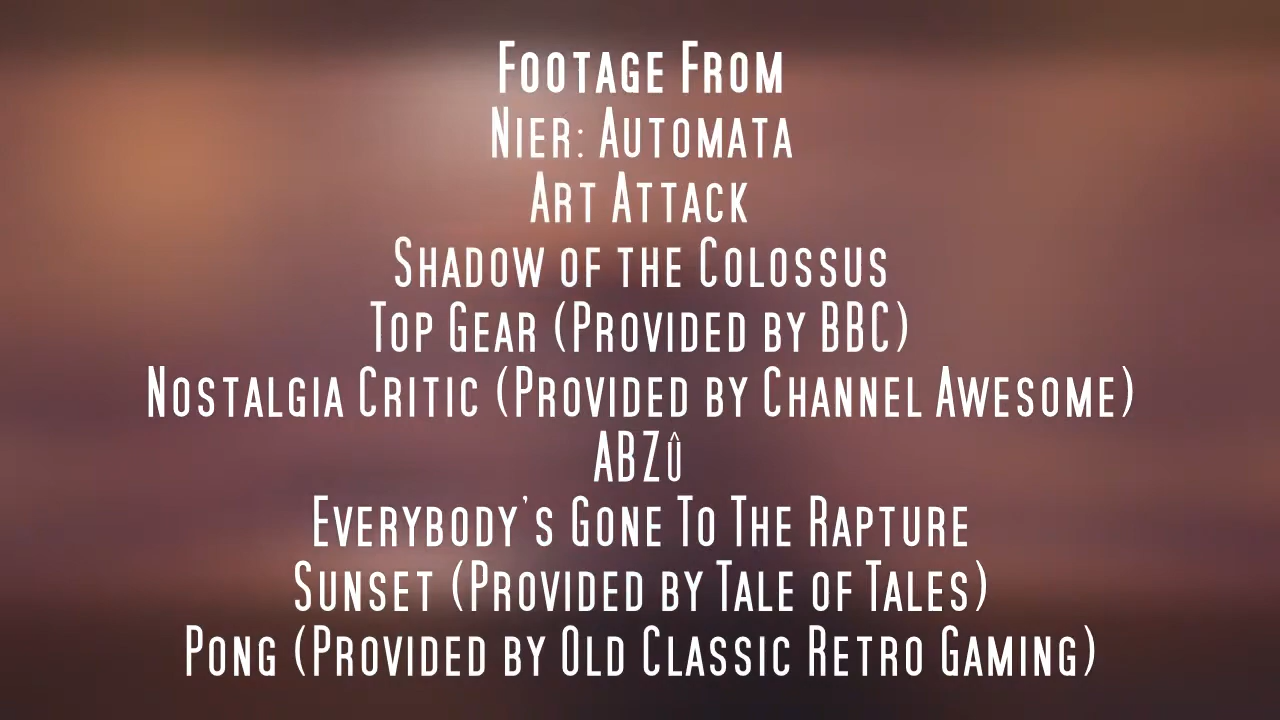 Footage From
Nier: Automata
Art Attack
Shadow of the Colossus
Top Gear (Provided by BBC)
Nostalgia Critic (Provided by Channel Awesome)
ABZÛ
Everybody's Gone To The Rapture
Sunset (Provided by Tale of Tales)
Pong (Provided by Old Classic Retro Gaming)